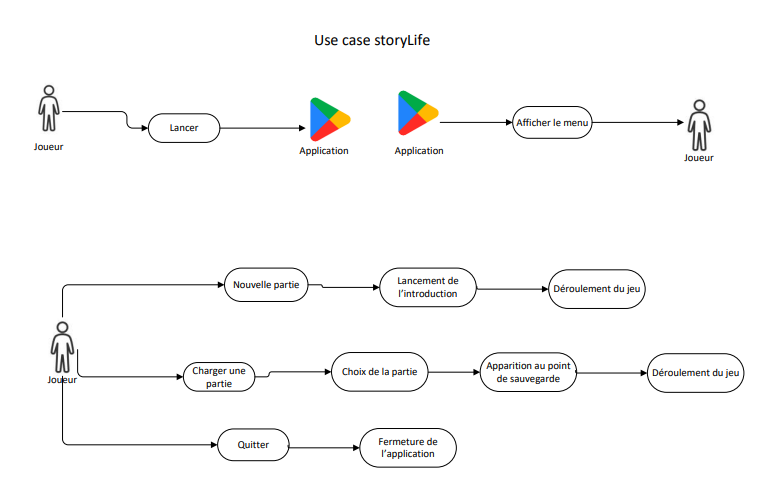 Use case storyLife
Joueur
Lancer
Application
Application
Afficher le menu
Joueur
Nouvelle partie
Lancement de
l'introduction
Déroulement du jeu
Joueur
Charger une
partie
Choix de la partie
Apparition au point
de sauvegarde
Déroulement du jeu
Quitter
Fermeture de
l'application